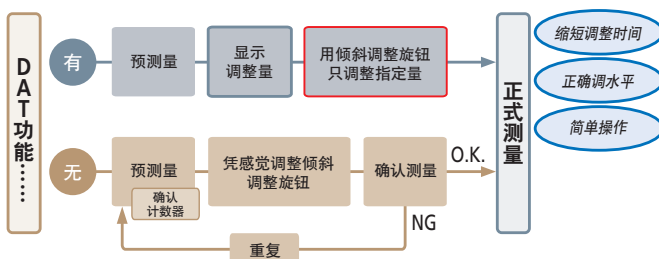 DAT功能……
有
预测量
显示
调整量
用倾斜调整旋钮
只调整指定量
正式测量
缩短调整时间
正确调水平
简单操作
无
预测量
确认
计数器
凭感觉调整倾斜
调整旋钮
确认测量
O.K.
NG
重复